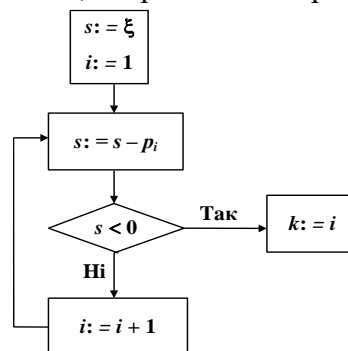 s: = ξ
i: = 1
s: = s – pᵢ
s < 0
Так
k: = i
Ні
i: = i + 1